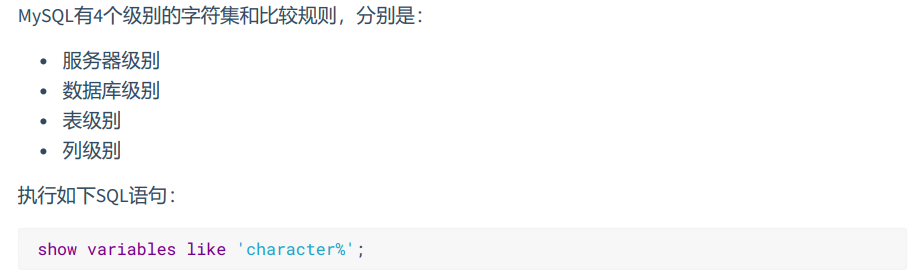 MySQL有4个级别的字符集和比较规则，分别是：
服务器级别
数据库级别
表级别
列级别
执行如下SQL语句：
show variables like 'character%';